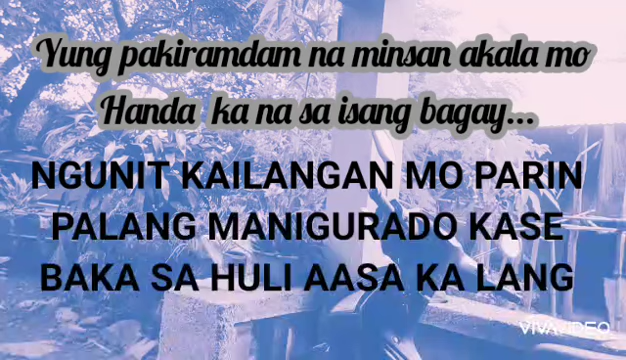 Yung pakiramdam na minsan akala mo
Handa ka na sa isang bagay...
NGUNIT KAILANGAN MO PARIN
PALANG MANIGURADO KASE
BAKA SA HULI AASA KA LANG
VIVAVIDEO